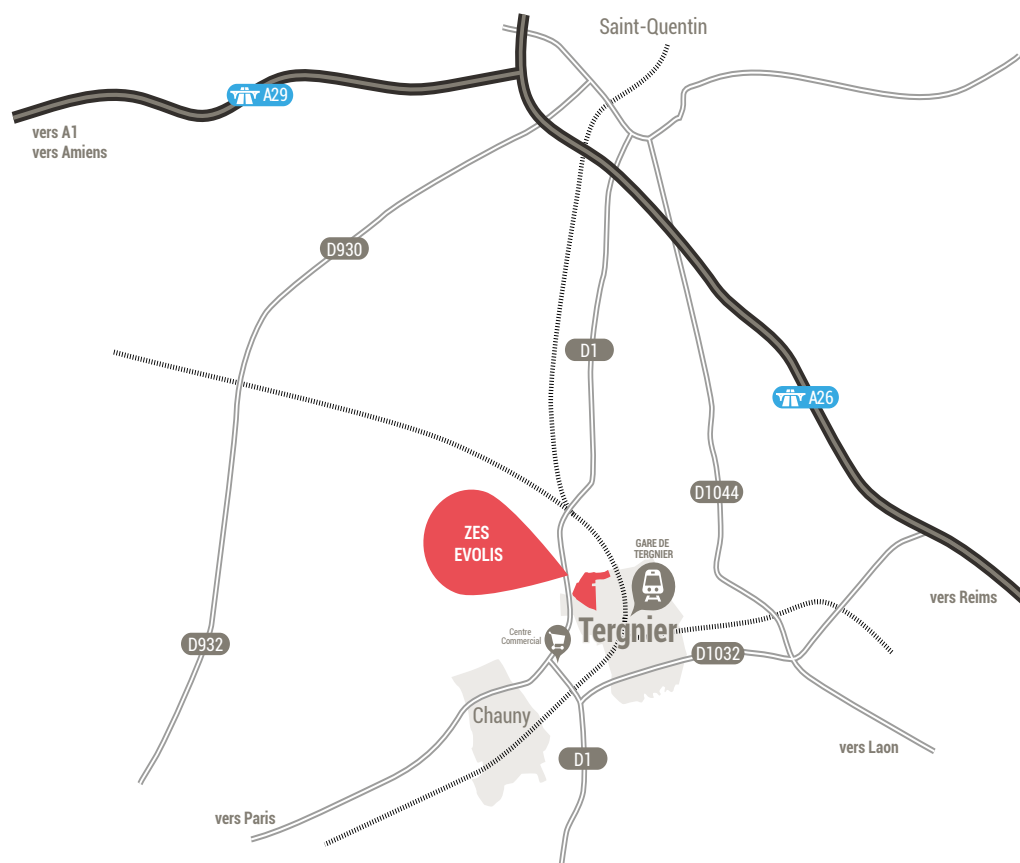 Saint-Quentin
A29
vers A1
vers Amiens
D930
D1
A26
D1044
ZES
EVOLIS
GARE DE
TERGNIER
vers Reims
Tergnier
Centre
Commercial
D932
D1032
Chauny
vers Laon
D1
vers Paris